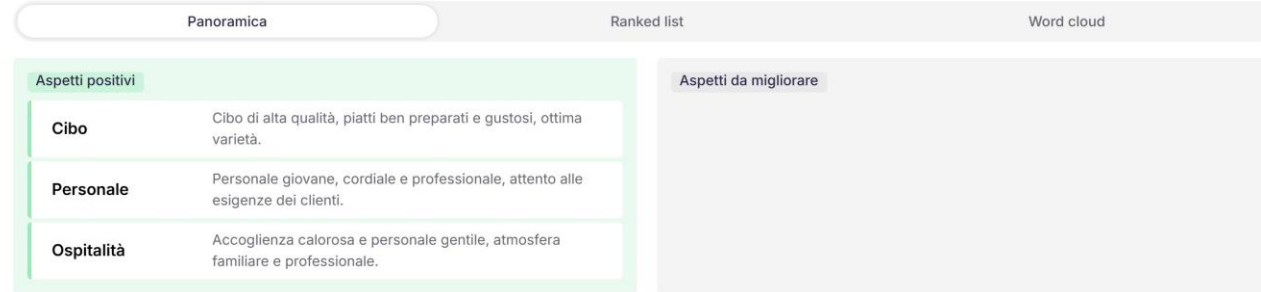 Panoramica
Ranked list
Word cloud
Aspetti positivi
Cibo
Cibo di alta qualità, piatti ben preparati e gustosi, ottima
varietà.
Personale
Personale giovane, cordiale e professionale, attento alle
esigenze dei clienti.
Ospitalità
Accoglienza calorosa e personale gentile, atmosfera
familiare e professionale.
Aspetti da migliorare